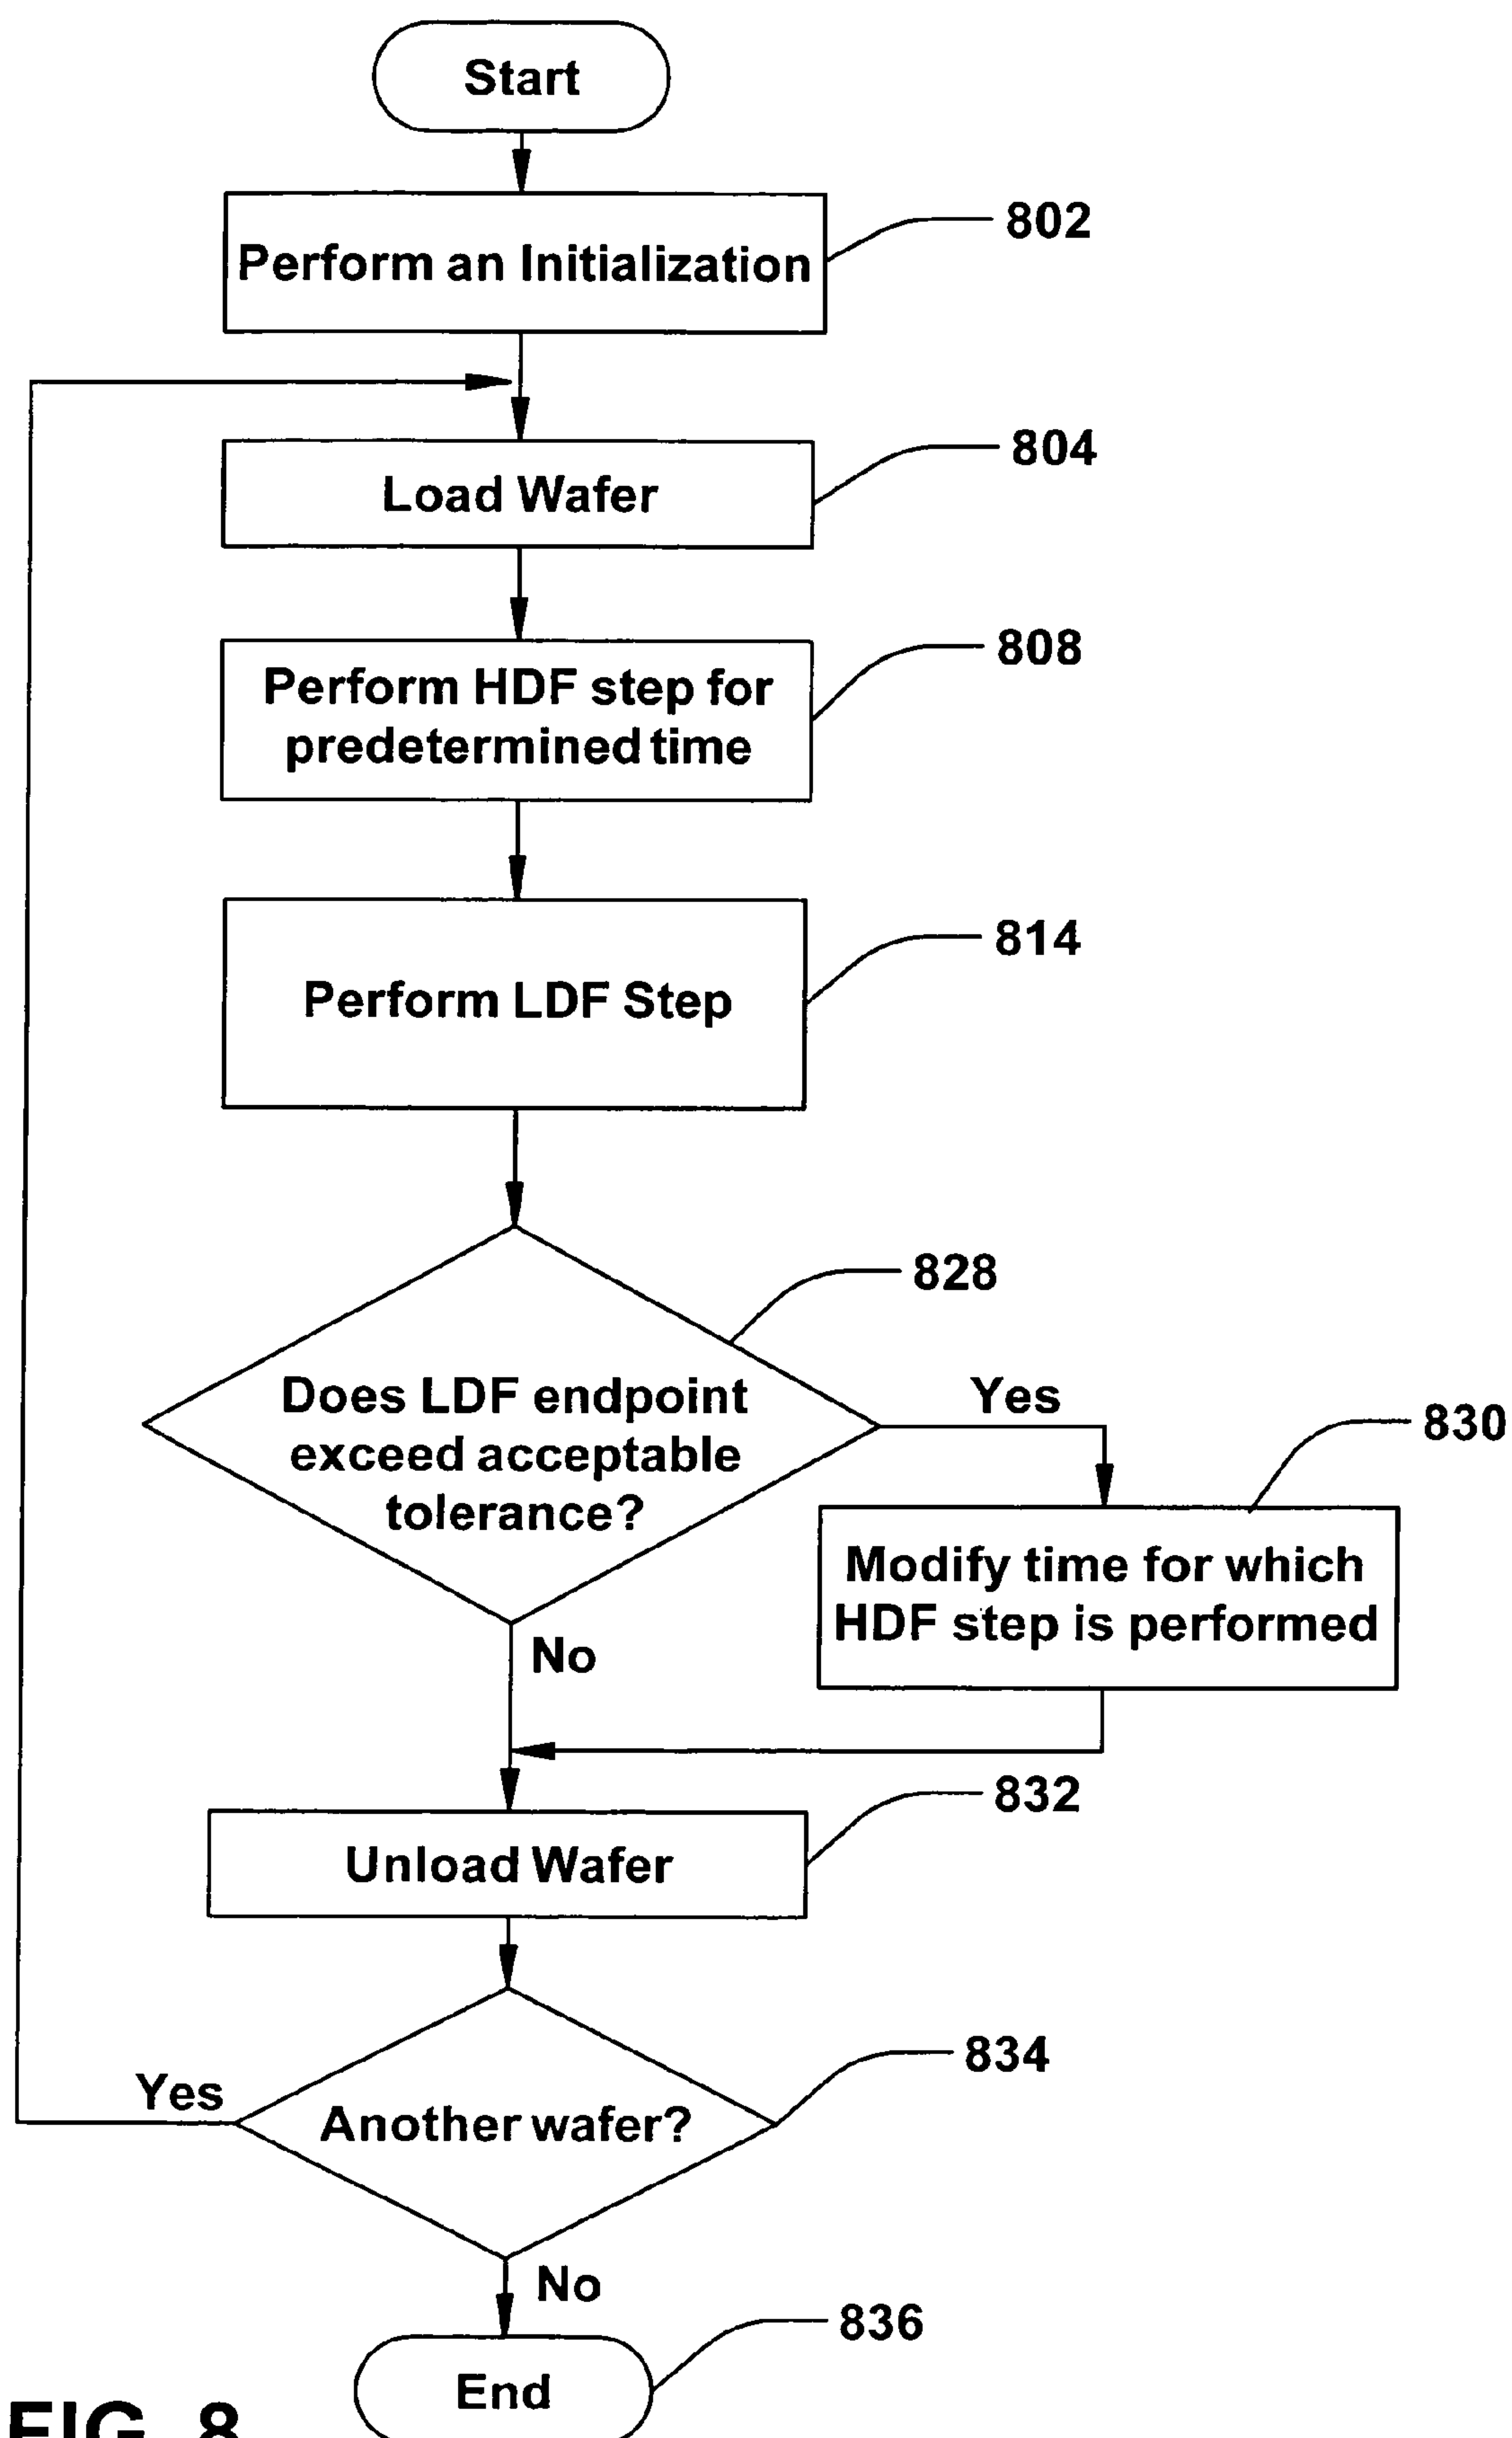 Start
Perform an Initialization
802
Load Wafer
804
Perform HDF step for
predetermined time
808
Perform LDF Step
814
828
Does LDF endpoint
exceed acceptable
tolerance?
Yes
830
Modify time for which
HDF step is performed
No
832
Unload Wafer
834
Yes
Another wafer?
No
836
End
FIG. 8